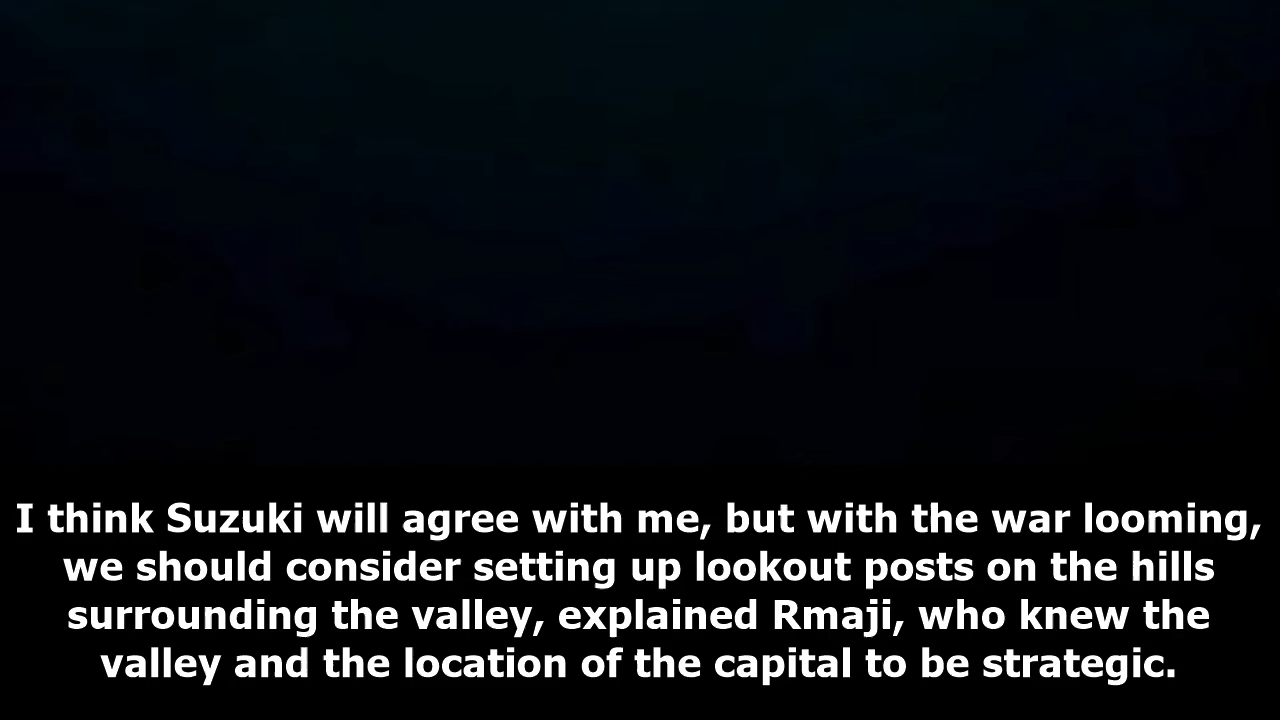 I think Suzuki will agree with me, but with the war looming,
we should consider setting up lookout posts on the hills
surrounding the valley, explained Rmaji, who knew the
valley and the location of the capital to be strategic.